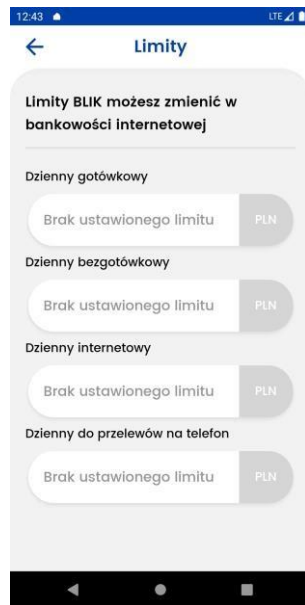 12:43 LTE
Limity
Limity BLIK możesz zmienić w
bankowości internetowej
Dzienny gotówkowy
Brak ustawionego limitu PLN
Dzienny bezgotówkowy
Brak ustawionego limitu PLN
Dzienny internetowy
Brak ustawionego limitu PLN
Dzienny do przelewów na telefon
Brak ustawionego limitu PLN